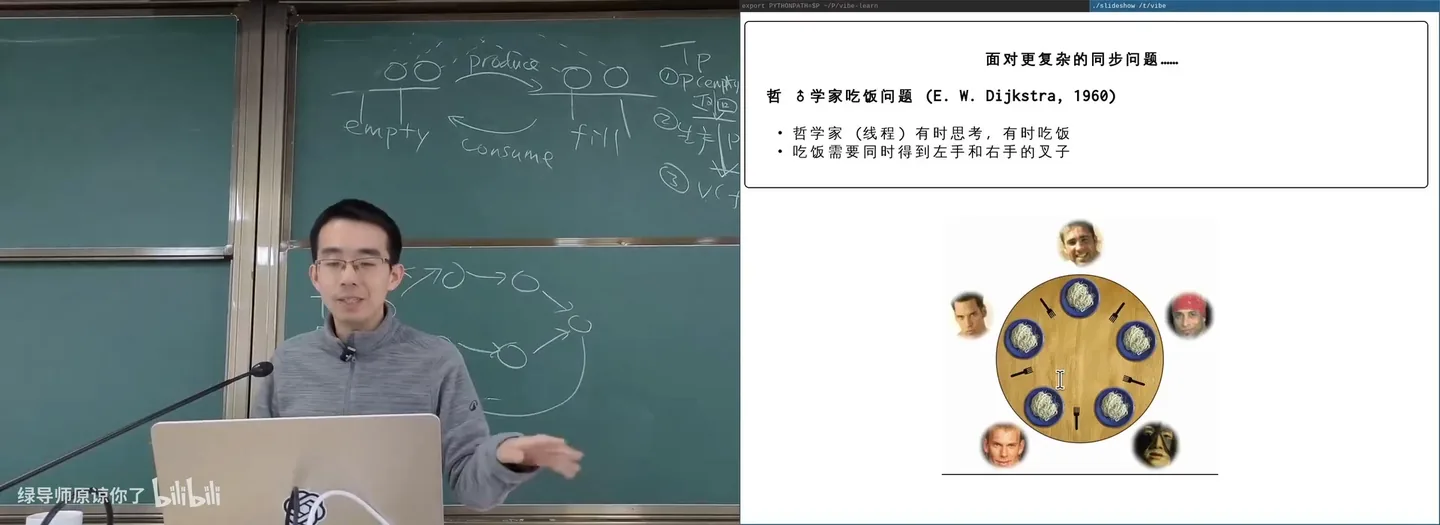 produce
empty
fill
consume
Tp
①
②
③
绿导师原谅你了 bilibili
export PYTHONPATH=$P ~/P/vibe-learn
./slideshow /t/vibe
面对更复杂的同步问题……
哲♂学家吃饭问题 (E. W. Dijkstra, 1960)
• 哲学家 (线程) 有时思考，有时吃饭
• 吃饭需要同时得到左手和右手的叉子